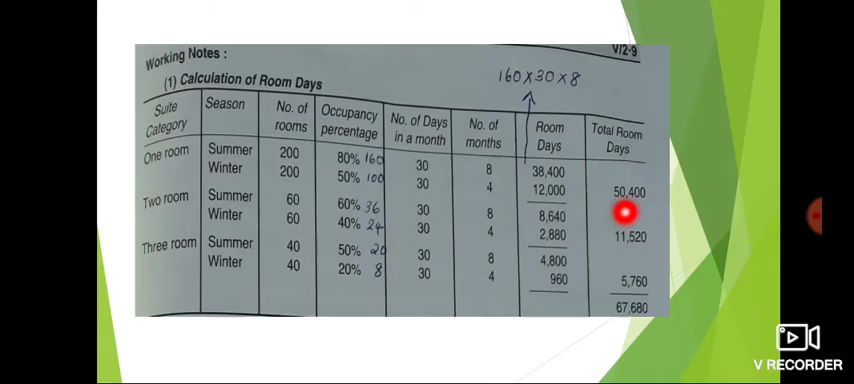 V/2·9
Working Notes :
160×30×8
(1) Calculation of Room Days
Suite Category Season No. of rooms Occupancy percentage No. of Days in a month No. of months Room Days Total Room Days
One room Summer 200 80% 160 30 8 38,400
Winter 200 50% 100 30 4 12,000 50,400
Two room Summer 60 60% 36 30 8 8,640
Winter 60 40% 24 30 4 2,880 11,520
Three room Summer 40 50% 20 30 8 4,800
Winter 40 20% 8 30 4 960 5,760
67,680
V RECORDER